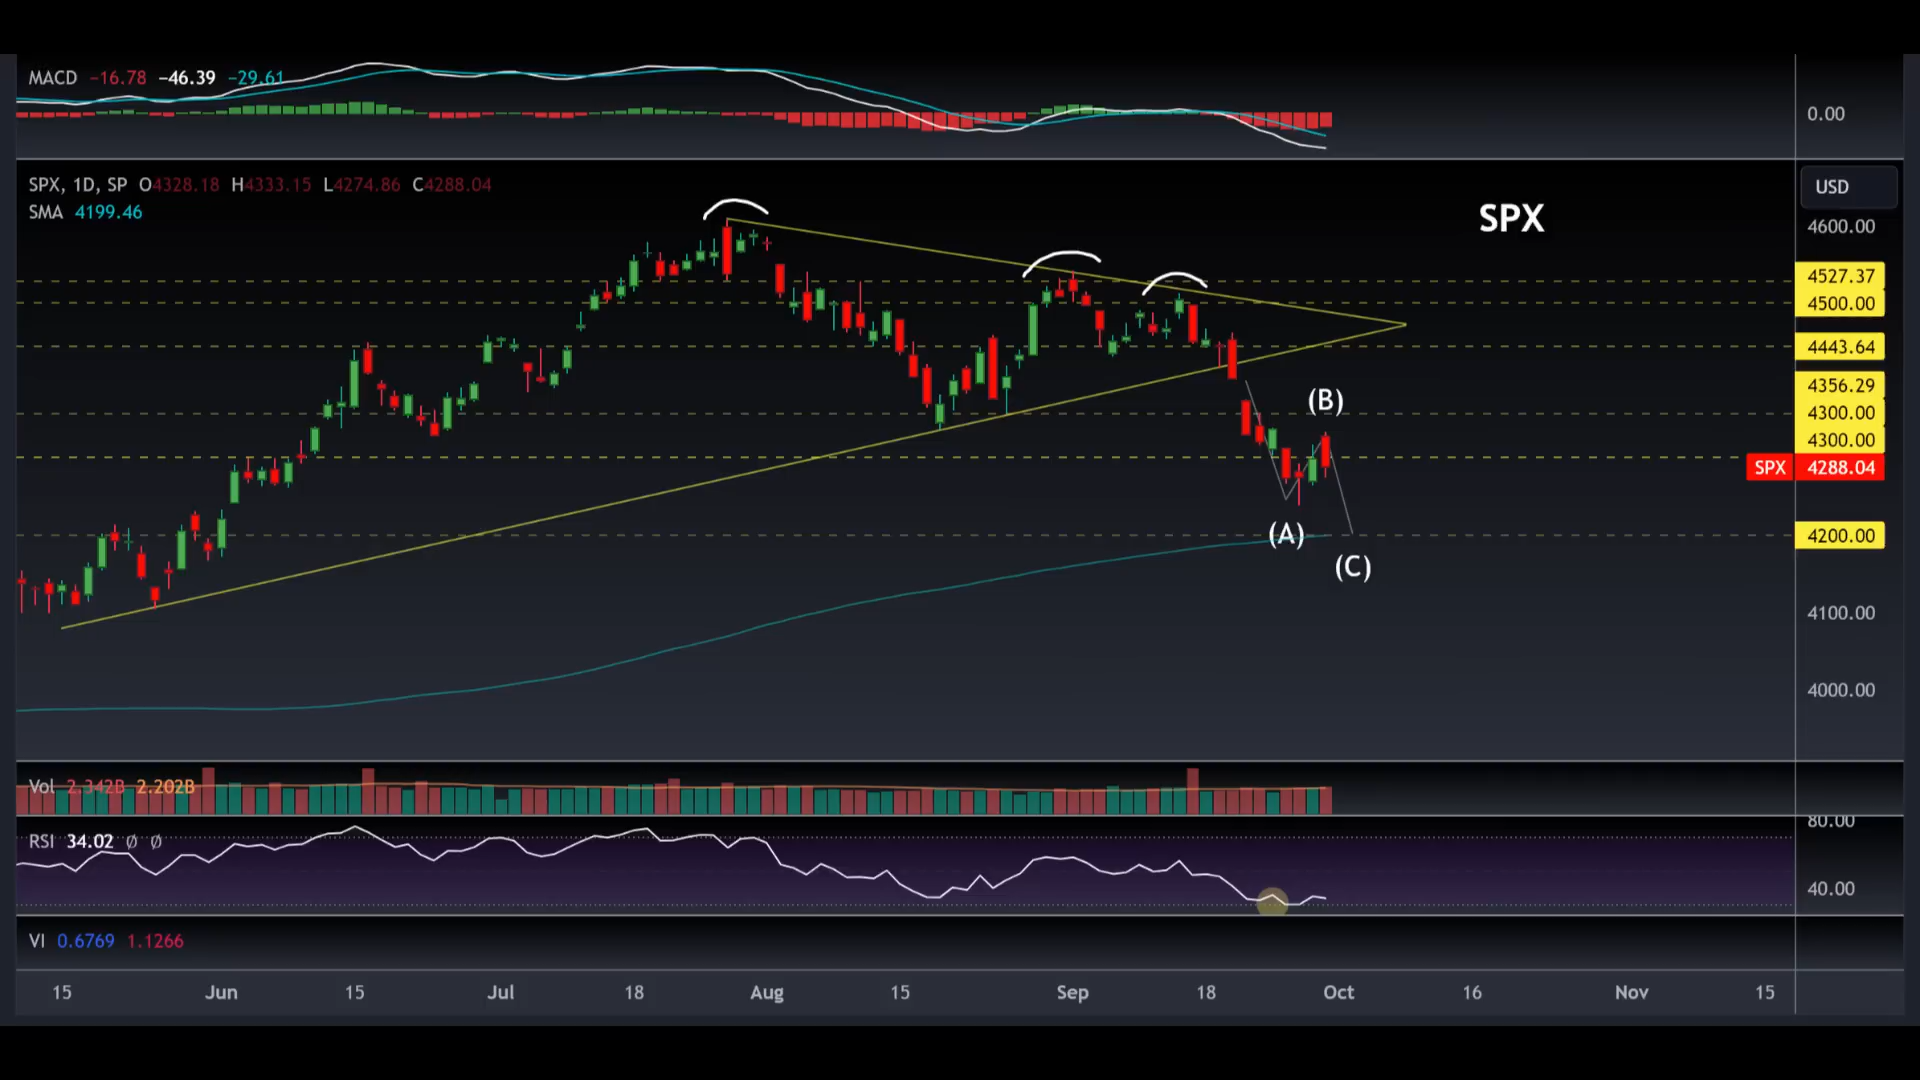 MACD −16.78 −46.39 −29.61
0.00
SPX, 1D, SP O4328.18 H4333.15 L4274.86 C4288.04
USD
SMA 4199.46
SPX
4600.00
4527.37
4500.00
4443.64
4356.29
(B)
4300.00
4300.00
SPX 4288.04
(A)
4200.00
(C)
4100.00
4000.00
Vol 2.342B 2.202B
80.00
RSI 34.02 Ø Ø
40.00
VI 0.6769 1.1266
15 Jun 15 Jul 18 Aug 15 Sep 18 Oct 16 Nov 15